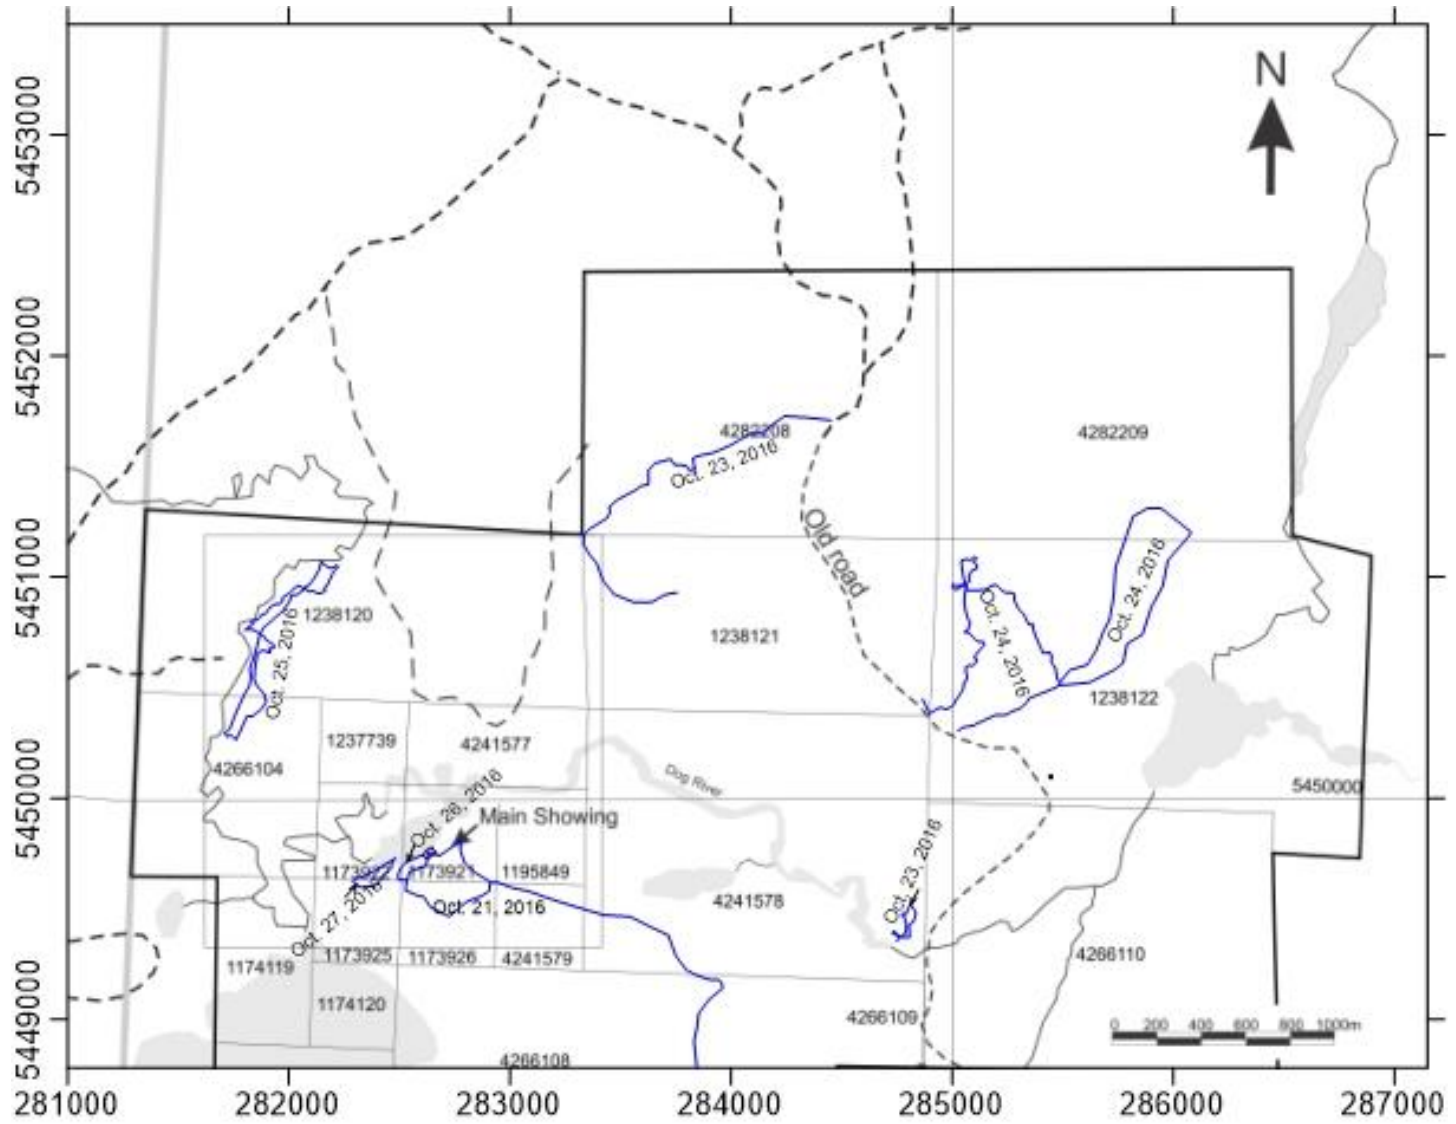 N
5453000
5452000
5451000
5450000
5449000
4282208
Oct. 23, 2016
4282209
Old road
Oct. 24, 2016
Oct. 24, 2016
1238120
Oct. 25, 2016
1238121
1238122
1237739
4241577
4266104
Dog River
5450000
Oct. 26, 2016
Main Showing
1173921
1195849
Oct. 27, 2016
Oct. 21, 2016
4241578
Oct. 23, 2016
1174119
1173925
1173926
4241579
4266110
1174120
4266109
0 200 400 600 800 1000m
4266108
281000 282000 283000 284000 285000 286000 287000